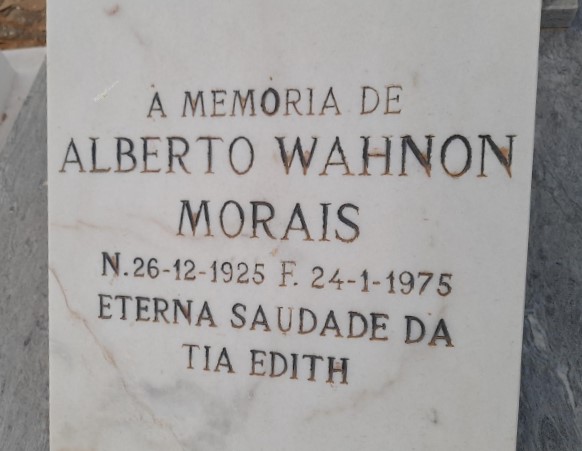 À MEMÓRIA DE
ALBERTO WAHNON
MORAIS
N.26-12-1925 F. 24-1-1975
ETERNA SAUDADE DA
TIA EDITH